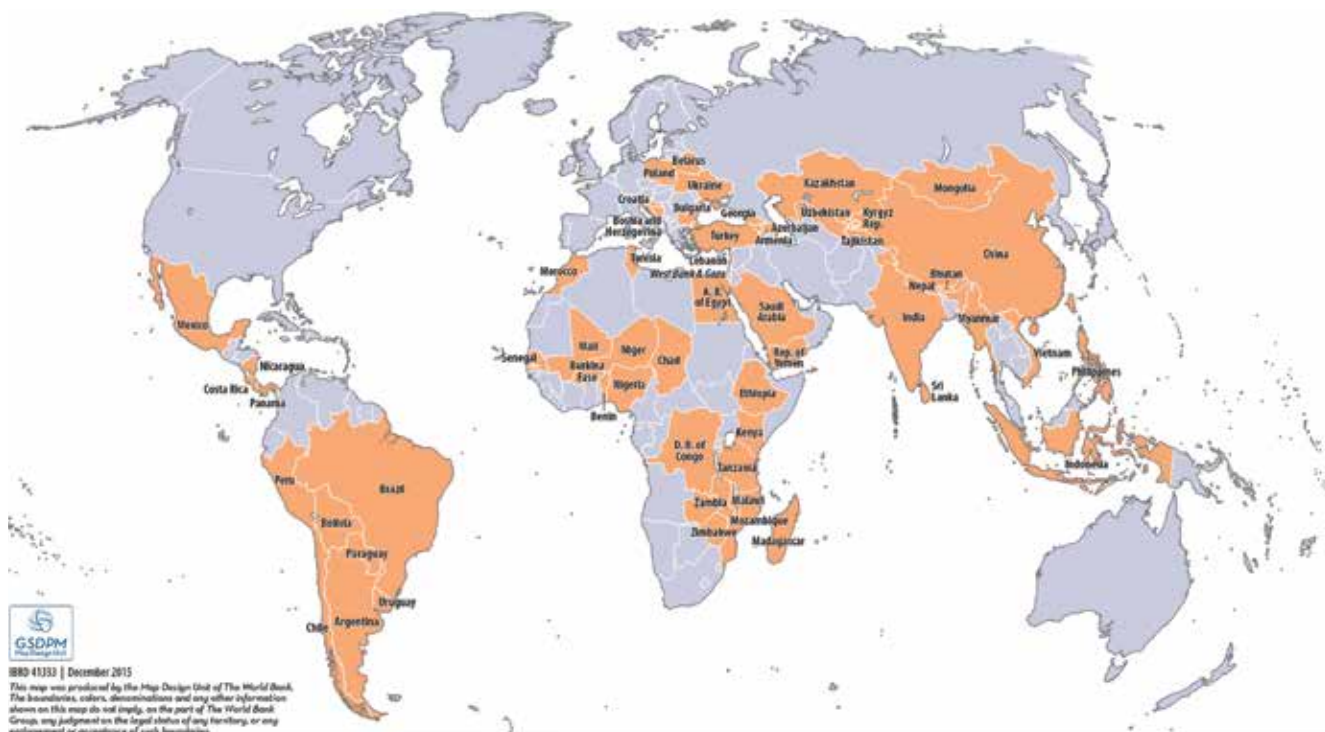 Belarus
Poland
Ukraine
Croatia
Bulgaria
Bosnia and
Herzegovina
Georgia
Turkey
Armenia
Azerbaijan
Kazakhstan
Uzbekistan
Kyrgyz
Rep.
Tajikistan
Mongolia
China
Lebanon
West Bank & Gaza
Tunisia
Morocco
A. R.
of Egypt
Saudi
Arabia
Rep. of
Yemen
Bhutan
Nepal
India
Myanmar
Vietnam
Philippines
Sri
Lanka
Indonesia
Mexico
Nicaragua
Costa Rica
Panama
Senegal
Mali
Niger
Chad
Burkina
Faso
Nigeria
Benin
Ethiopia
Kenya
D. R. of
Congo
Tanzania
Zambia
Malawi
Mozambique
Zimbabwe
Madagascar
Peru
Brazil
Bolivia
Paraguay
Uruguay
Chile
Argentina
GSDPM
Map Design Unit
IBRD 41353 | December 2015
This map was produced by the Map Design Unit of The World Bank.
The boundaries, colors, denominations and any other information
shown on this map do not imply, on the part of The World Bank
Group, any judgment on the legal status of any territory, or any